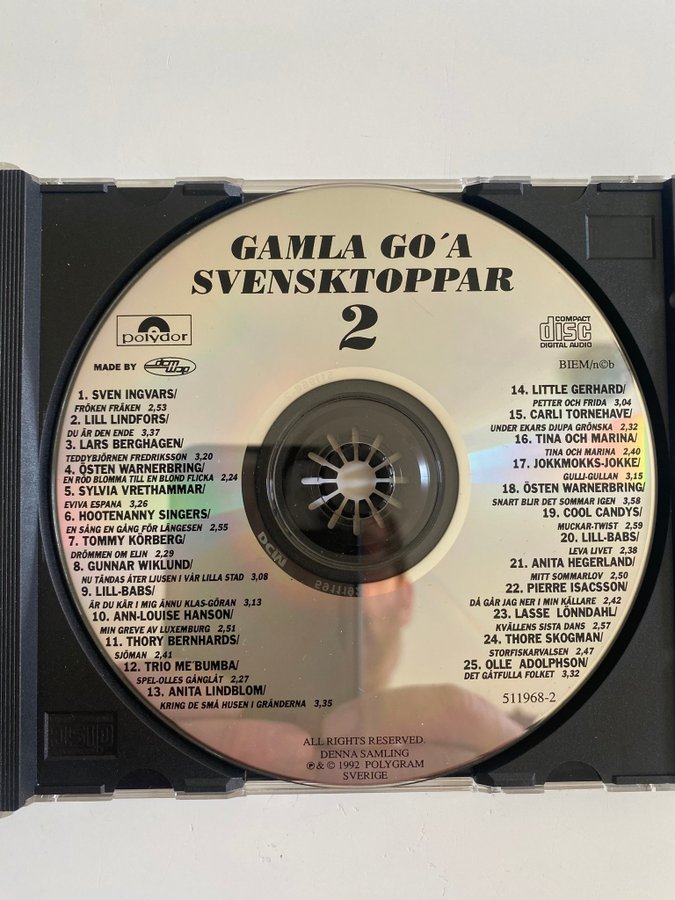 GAMLA GO´A
SVENSKTOPPAR
2
polydor
MADE BY
COMPACT
disc
DIGITAL AUDIO
BIEM/n©b
1. SVEN INGVARS/
FRÖKEN FRÄKEN 2,53
2. LILL LINDFORS/
DU ÄR DEN ENDE 3,37
3. LARS BERGHAGEN/
TEDDYBJÖRNEN FREDRIKSSON 3,20
4. ÖSTEN WARNERBRING/
EN RÖD BLOMMA TILL EN BLOND FLICKA 2,24
5. SYLVIA VRETHAMMAR/
EVIVA ESPANA 3,26
6. HOOTENANNY SINGERS/
EN SÅNG EN GÅNG FÖR LÄNGESEN 2,55
7. TOMMY KÖRBERG/
DRÖMMEN OM ELIN 2,29
8. GUNNAR WIKLUND/
NU TÄNDAS ÅTER LJUSEN I VÅR LILLA STAD 3,08
9. LILL-BABS/
ÄR DU KÄR I MIG ÄNNU KLAS-GÖRAN 3,13
10. ANN-LOUISE HANSON/
MIN GREVE AV LUXEMBURG 2,51
11. THORY BERNHARDS/
SJÖMAN 2,41
12. TRIO ME´BUMBA/
SPEL-OLLES GÅNGLÅT 2,27
13. ANITA LINDBLOM/
KRING DE SMÅ HUSEN I GRÄNDERNA 3,35
14. LITTLE GERHARD/
PETTER OCH FRIDA 3,04
15. CARLI TORNEHAVE/
UNDER EKARS DJUPA GRÖNSKA 2,32
16. TINA OCH MARINA/
TINA OCH MARINA 2,40
17. JOKKMOKKS-JOKKE/
GULLI-GULLAN 3,15
18. ÖSTEN WARNERBRING/
SNART BLIR DET SOMMAR IGEN 3,58
19. COOL CANDYS/
MUCKAR-TWIST 2,59
20. LILL-BABS/
LEVA LIVET 2,38
21. ANITA HEGERLAND/
MITT SOMMARLOV 2,50
22. PIERRE ISACSSON/
DÅ GÅR JAG NER I MIN KÄLLARE 2,42
23. LASSE LÖNNDAHL/
KVÄLLENS SISTA DANS 2,57
24. THORE SKOGMAN/
STORFISKARVALSEN 2,47
25. OLLE ADOLPHSON/
DET GÅTFULLA FOLKET 3,32
511968-2
ALL RIGHTS RESERVED.
DENNA SAMLING
℗&© 1992 POLYGRAM
SVERIGE